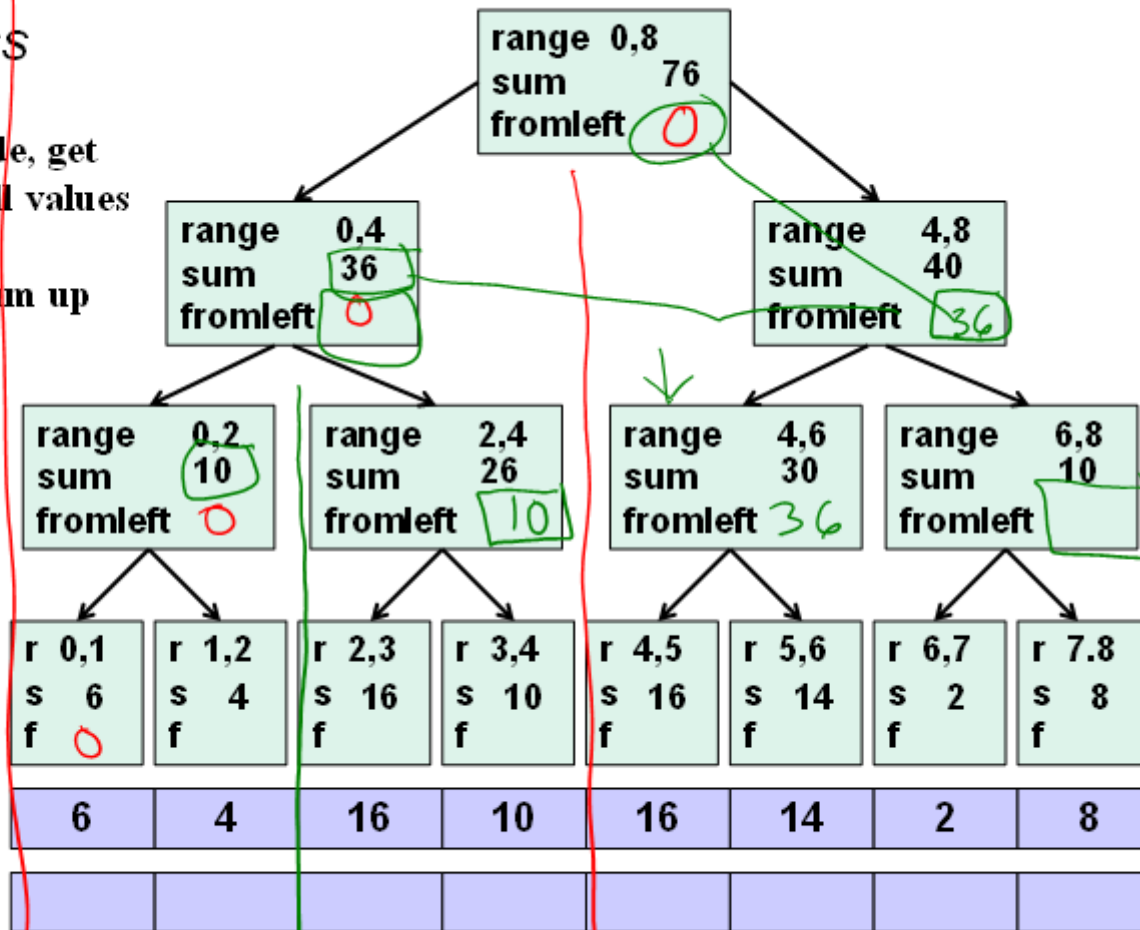 range 0,8
sum 76
fromleft 0
get
values
up
range 0,4
sum 36
fromleft 0
range 4,8
sum 40
fromleft 36
range 0,2
sum 10
fromleft 0
range 2,4
sum 26
fromleft 10
range 4,6
sum 30
fromleft 36
range 6,8
sum 10
fromleft
r 0,1
s 6
f 0
r 1,2
s 4
f
r 2,3
s 16
f
r 3,4
s 10
f
r 4,5
s 16
f
r 5,6
s 14
f
r 6,7
s 2
f
r 7.8
s 8
f
6 4 16 10 16 14 2 8